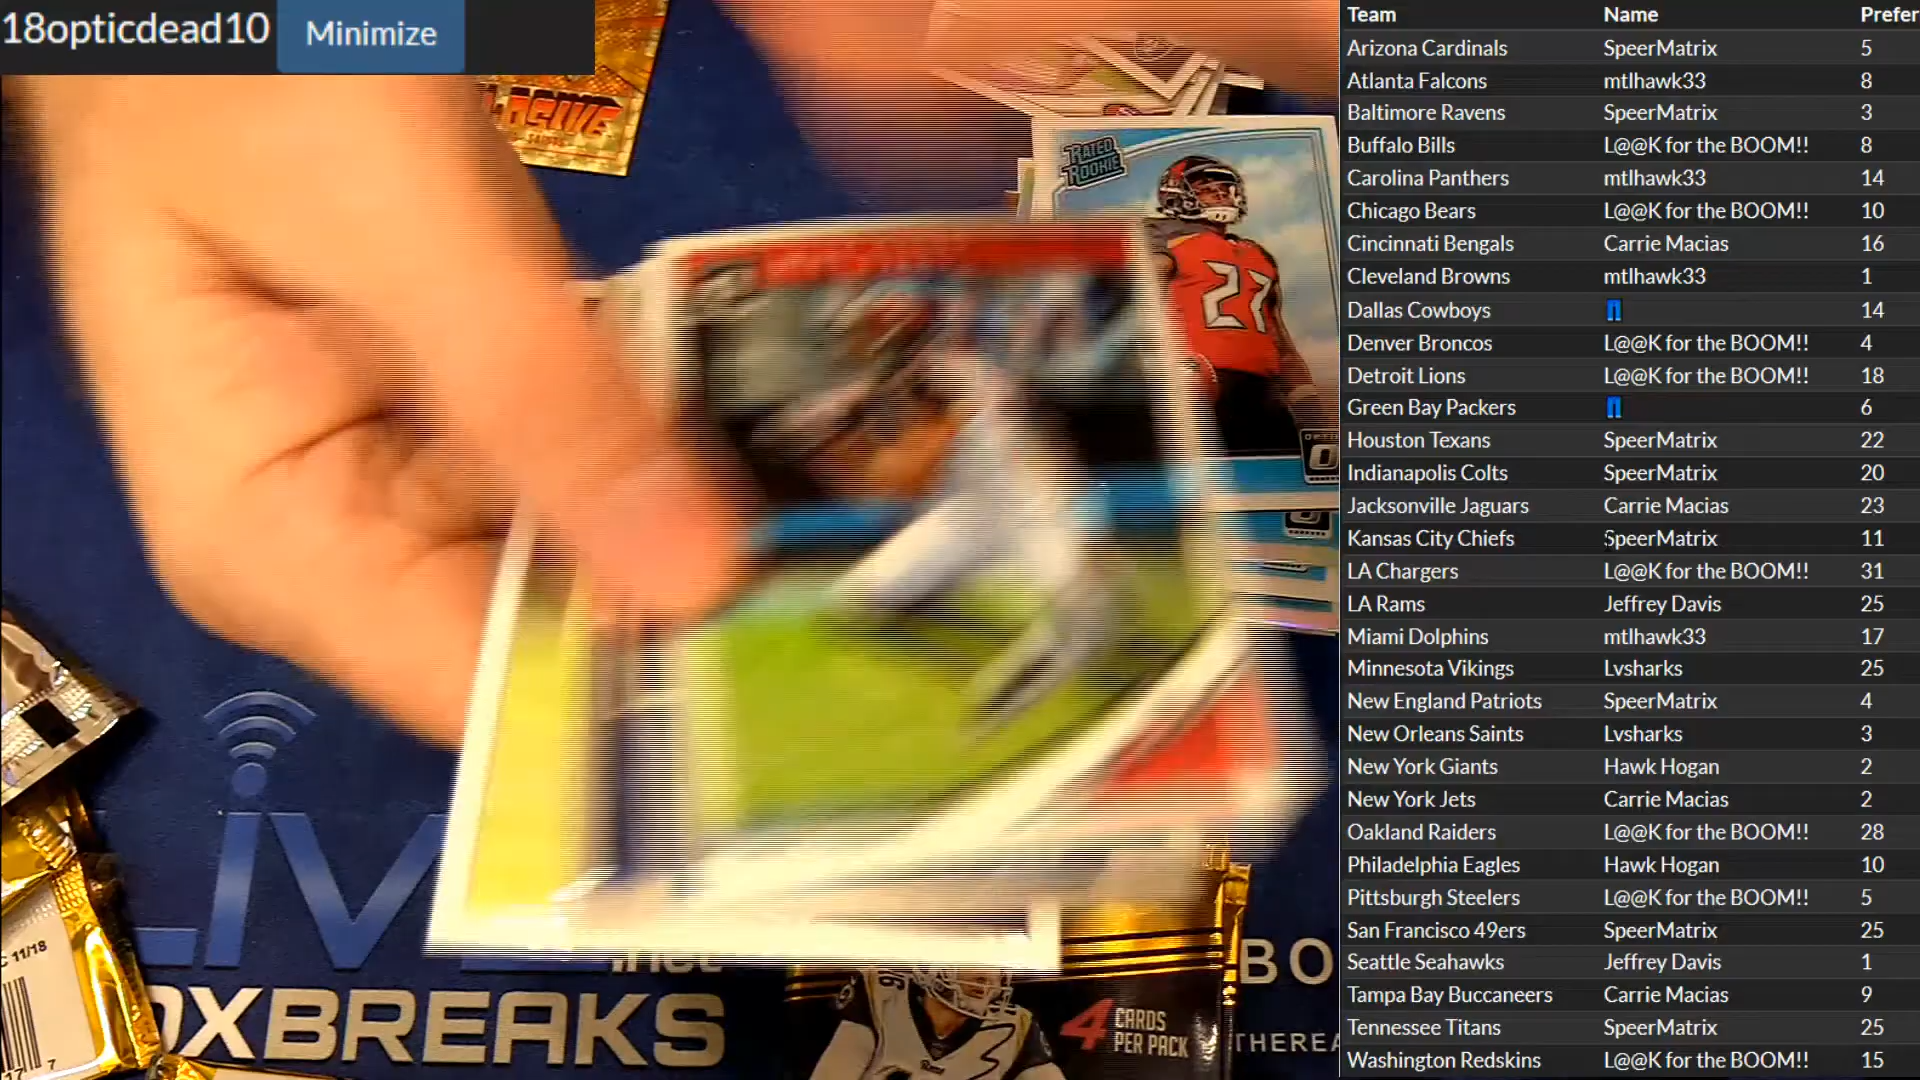 18opticdead10 Minimize
RATED
ROOKIE
27
11/18
17 7
4 CARDS
PER PACK
OXBREAKS
BO
THEREA
Team Name Prefer
Arizona Cardinals SpeerMatrix 5
Atlanta Falcons mtlhawk33 8
Baltimore Ravens SpeerMatrix 3
Buffalo Bills L@@K for the BOOM!! 8
Carolina Panthers mtlhawk33 14
Chicago Bears L@@K for the BOOM!! 10
Cincinnati Bengals Carrie Macias 16
Cleveland Browns mtlhawk33 1
Dallas Cowboys 👖 14
Denver Broncos L@@K for the BOOM!! 4
Detroit Lions L@@K for the BOOM!! 18
Green Bay Packers 👖 6
Houston Texans SpeerMatrix 22
Indianapolis Colts SpeerMatrix 20
Jacksonville Jaguars Carrie Macias 23
Kansas City Chiefs SpeerMatrix 11
LA Chargers L@@K for the BOOM!! 31
LA Rams Jeffrey Davis 25
Miami Dolphins mtlhawk33 17
Minnesota Vikings Lvsharks 25
New England Patriots SpeerMatrix 4
New Orleans Saints Lvsharks 3
New York Giants Hawk Hogan 2
New York Jets Carrie Macias 2
Oakland Raiders L@@K for the BOOM!! 28
Philadelphia Eagles Hawk Hogan 10
Pittsburgh Steelers L@@K for the BOOM!! 5
San Francisco 49ers SpeerMatrix 25
Seattle Seahawks Jeffrey Davis 1
Tampa Bay Buccaneers Carrie Macias 9
Tennessee Titans SpeerMatrix 25
Washington Redskins L@@K for the BOOM!! 15